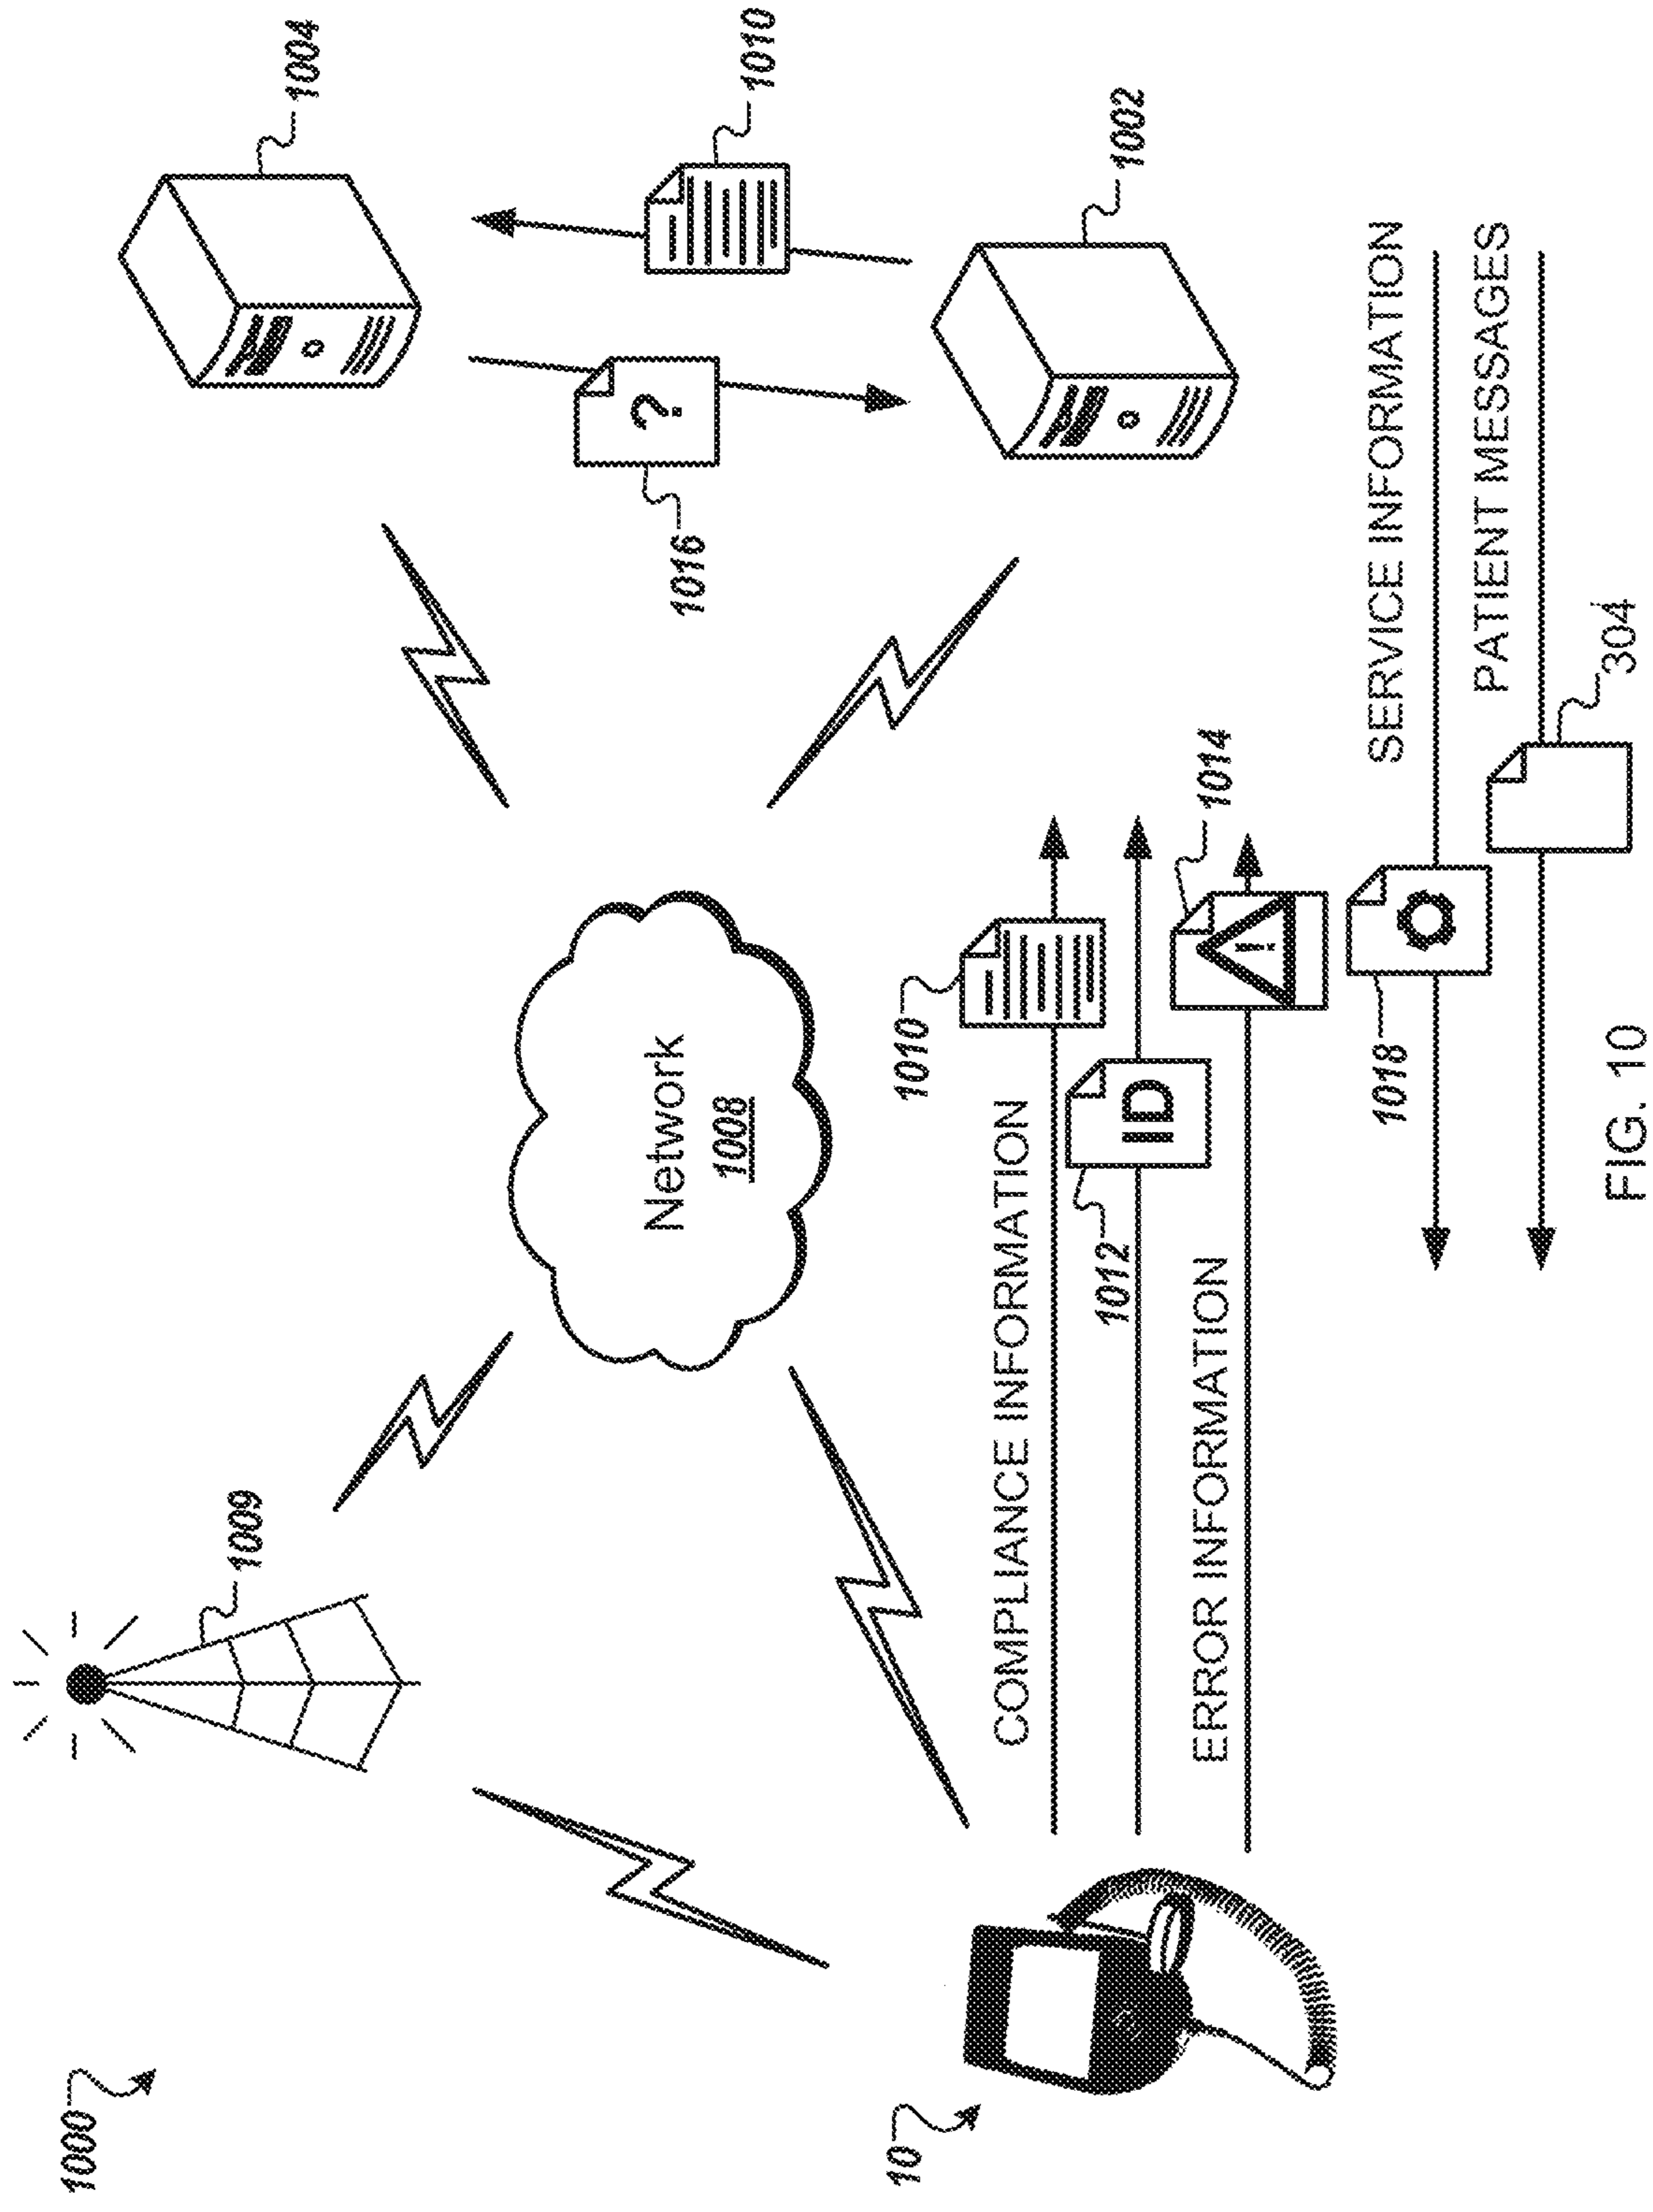 1000
1009
1004
1010
1016
1002
Network
1008
10
COMPLIANCE INFORMATION
1010
1012
ID
ERROR INFORMATION
1014
!
?
SERVICE INFORMATION
1018
PATIENT MESSAGES
304
FIG. 10